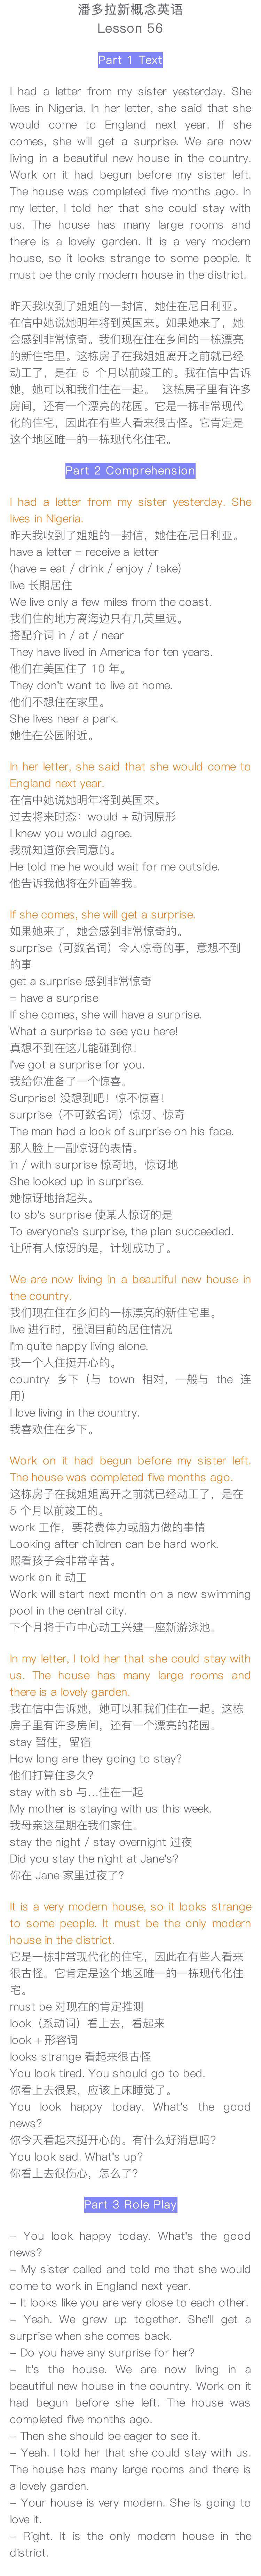 潘多拉新概念英语
Lesson 56
Part 1 Text
I had a letter from my sister yesterday. She
lives in Nigeria. In her letter, she said that she
would come to England next year. If she
comes, she will get a surprise. We are now
living in a beautiful new house in the country.
Work on it had begun before my sister left.
The house was completed five months ago. In
my letter, I told her that she could stay with
us. The house has many large rooms and
there is a lovely garden. It is a very modern
house, so it looks strange to some people. It
must be the only modern house in the district.
昨天我收到了姐姐的一封信，她住在尼日利亚。
在信中她说她明年将到英国来。如果她来了，她
会感到非常惊奇。我们现在住在乡间的一栋漂亮
的新住宅里。这栋房子在我姐姐离开之前就已经
动工了，是在 5 个月以前竣工的。我在信中告诉
她，她可以和我们住在一起。 这栋房子里有许多
房间，还有一个漂亮的花园。它是一栋非常现代
化的住宅，因此在有些人看来很古怪。它肯定是
这个地区唯一的一栋现代化住宅。
Part 2 Comprehension
I had a letter from my sister yesterday. She
lives in Nigeria.
昨天我收到了姐姐的一封信，她住在尼日利亚。
have a letter = receive a letter
(have = eat / drink / enjoy / take)
live 长期居住
We live only a few miles from the coast.
我们住的地方离海边只有几英里远。
搭配介词 in / at / near
They have lived in America for ten years.
他们在美国住了 10 年。
They don't want to live at home.
他们不想住在家里。
She lives near a park.
她住在公园附近。
In her letter, she said that she would come to
England next year.
在信中她说她明年将到英国来。
过去将来时态：would + 动词原形
I knew you would agree.
我就知道你会同意的。
He told me he would wait for me outside.
他告诉我他将在外面等我。
If she comes, she will get a surprise.
如果她来了，她会感到非常惊奇的。
surprise（可数名词）令人惊奇的事，意想不到
的事
get a surprise 感到非常惊奇
= have a surprise
If she comes, she will have a surprise.
What a surprise to see you here!
真想不到在这儿能碰到你！
I've got a surprise for you.
我给你准备了一个惊喜。
Surprise! 没想到吧！惊不惊喜！
surprise（不可数名词）惊讶、惊奇
The man had a look of surprise on his face.
那人脸上一副惊讶的表情。
in / with surprise 惊奇地，惊讶地
She looked up in surprise.
她惊讶地抬起头。
to sb's surprise 使某人惊讶的是
To everyone's surprise, the plan succeeded.
让所有人惊讶的是，计划成功了。
We are now living in a beautiful new house in
the country.
我们现在住在乡间的一栋漂亮的新住宅里。
live 进行时，强调目前的居住情况
I'm quite happy living alone.
我一个人住挺开心的。
country 乡下（与 town 相对，一般与 the 连
用）
I love living in the country.
我喜欢住在乡下。
Work on it had begun before my sister left.
The house was completed five months ago.
这栋房子在我姐姐离开之前就已经动工了，是在
5 个月以前竣工的。
work 工作，要花费体力或脑力做的事情
Looking after children can be hard work.
照看孩子会非常辛苦。
work on it 动工
Work will start next month on a new swimming
pool in the central city.
下个月将于市中心动工兴建一座新游泳池。
In my letter, I told her that she could stay with
us. The house has many large rooms and
there is a lovely garden.
我在信中告诉她，她可以和我们住在一起。这栋
房子里有许多房间，还有一个漂亮的花园。
stay 暂住，留宿
How long are they going to stay?
他们打算住多久？
stay with sb 与…住在一起
My mother is staying with us this week.
我母亲这星期在我们家住。
stay the night / stay overnight 过夜
Did you stay the night at Jane's?
你在 Jane 家里过夜了？
It is a very modern house, so it looks strange
to some people. It must be the only modern
house in the district.
它是一栋非常现代化的住宅，因此在有些人看来
很古怪。它肯定是这个地区唯一的一栋现代化住
宅。
must be 对现在的肯定推测
look（系动词）看上去，看起来
look + 形容词
looks strange 看起来很古怪
You look tired. You should go to bed.
你看上去很累，应该上床睡觉了。
You look happy today. What's the good
news?
你今天看起来挺开心的。有什么好消息吗？
You look sad. What's up?
你看上去很伤心，怎么了？
Part 3 Role Play
- You look happy today. What's the good
news?
- My sister called and told me that she would
come to work in England next year.
- It looks like you are very close to each other.
- Yeah. We grew up together. She'll get a
surprise when she comes back.
- Do you have any surprise for her?
- It's the house. We are now living in a
beautiful new house in the country. Work on it
had begun before she left. The house was
completed five months ago.
- Then she should be eager to see it.
- Yeah. I told her that she could stay with us.
The house has many large rooms and there is
a lovely garden.
- Your house is very modern. She is going to
love it.
- Right. It is the only modern house in the
district.